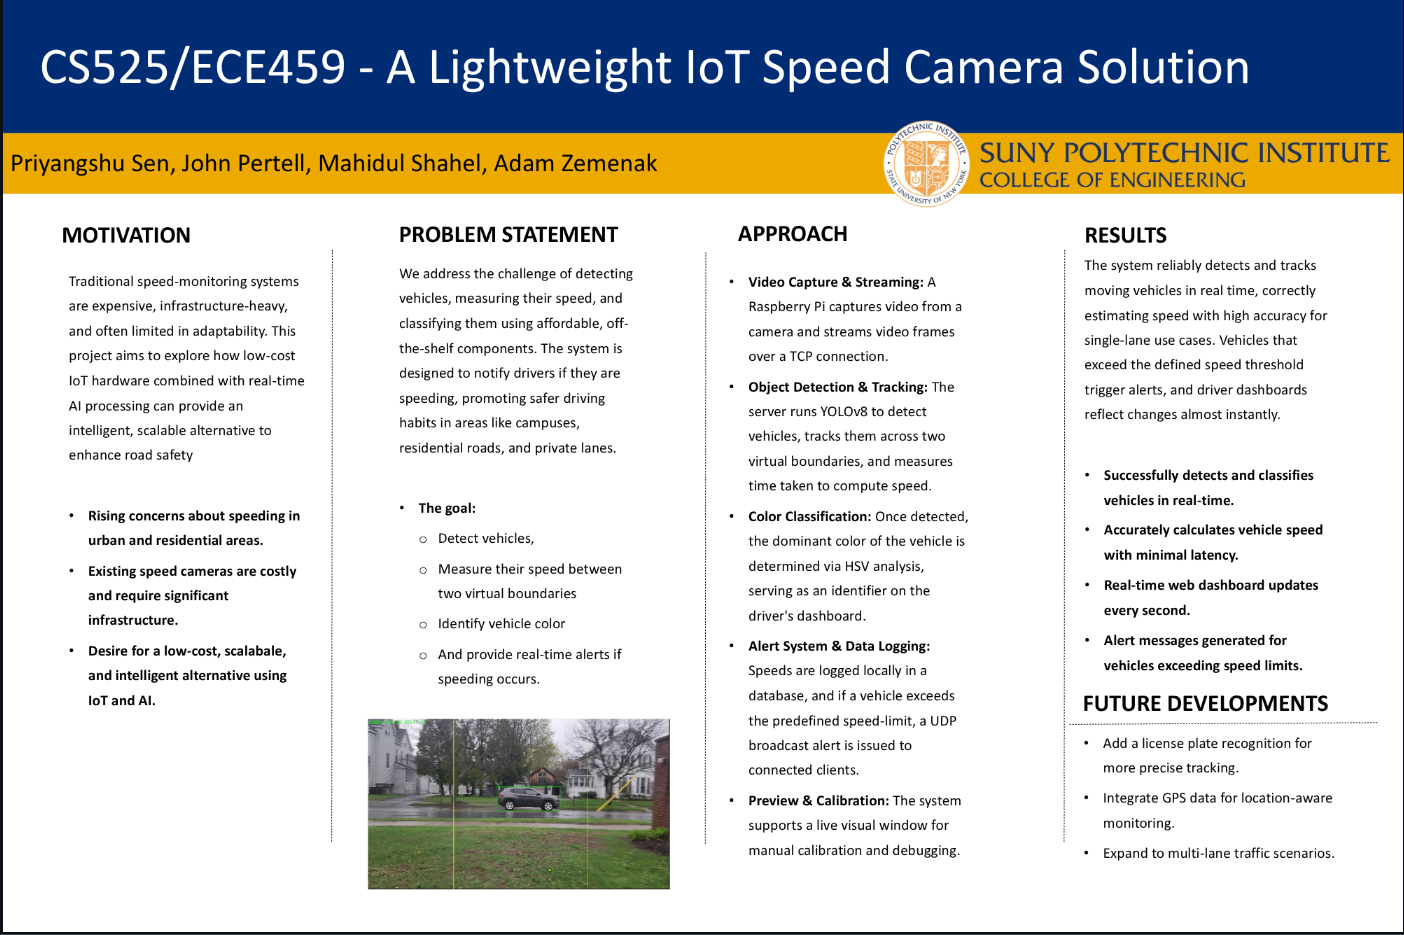 CS525/ECE459 - A Lightweight IoT Speed Camera Solution
Priyangshu Sen, John Pertell, Mahidul Shahel, Adam Zemenak
POLYTECHNIC INSTITUTE
STATE UNIVERSITY OF NEW YORK
SUNY POLYTECHNIC INSTITUTE
COLLEGE OF ENGINEERING
MOTIVATION
Traditional speed-monitoring systems
are expensive, infrastructure-heavy,
and often limited in adaptability. This
project aims to explore how low-cost
IoT hardware combined with real-time
AI processing can provide an
intelligent, scalable alternative to
enhance road safety
• Rising concerns about speeding in
urban and residential areas.
• Existing speed cameras are costly
and require significant
infrastructure.
• Desire for a low-cost, scalabale,
and intelligent alternative using
IoT and AI.
PROBLEM STATEMENT
We address the challenge of detecting
vehicles, measuring their speed, and
classifying them using affordable, off-
the-shelf components. The system is
designed to notify drivers if they are
speeding, promoting safer driving
habits in areas like campuses,
residential roads, and private lanes.
• The goal:
o Detect vehicles,
o Measure their speed between
two virtual boundaries
o Identify vehicle color
o And provide real-time alerts if
speeding occurs.
APPROACH
• Video Capture & Streaming: A
Raspberry Pi captures video from a
camera and streams video frames
over a TCP connection.
• Object Detection & Tracking: The
server runs YOLOv8 to detect
vehicles, tracks them across two
virtual boundaries, and measures
time taken to compute speed.
• Color Classification: Once detected,
the dominant color of the vehicle is
determined via HSV analysis,
serving as an identifier on the
driver's dashboard.
• Alert System & Data Logging:
Speeds are logged locally in a
database, and if a vehicle exceeds
the predefined speed-limit, a UDP
broadcast alert is issued to
connected clients.
• Preview & Calibration: The system
supports a live visual window for
manual calibration and debugging.
RESULTS
The system reliably detects and tracks
moving vehicles in real time, correctly
estimating speed with high accuracy for
single-lane use cases. Vehicles that
exceed the defined speed threshold
trigger alerts, and driver dashboards
reflect changes almost instantly.
• Successfully detects and classifies
vehicles in real-time.
• Accurately calculates vehicle speed
with minimal latency.
• Real-time web dashboard updates
every second.
• Alert messages generated for
vehicles exceeding speed limits.
FUTURE DEVELOPMENTS
• Add a license plate recognition for
more precise tracking.
• Integrate GPS data for location-aware
monitoring.
• Expand to multi-lane traffic scenarios.